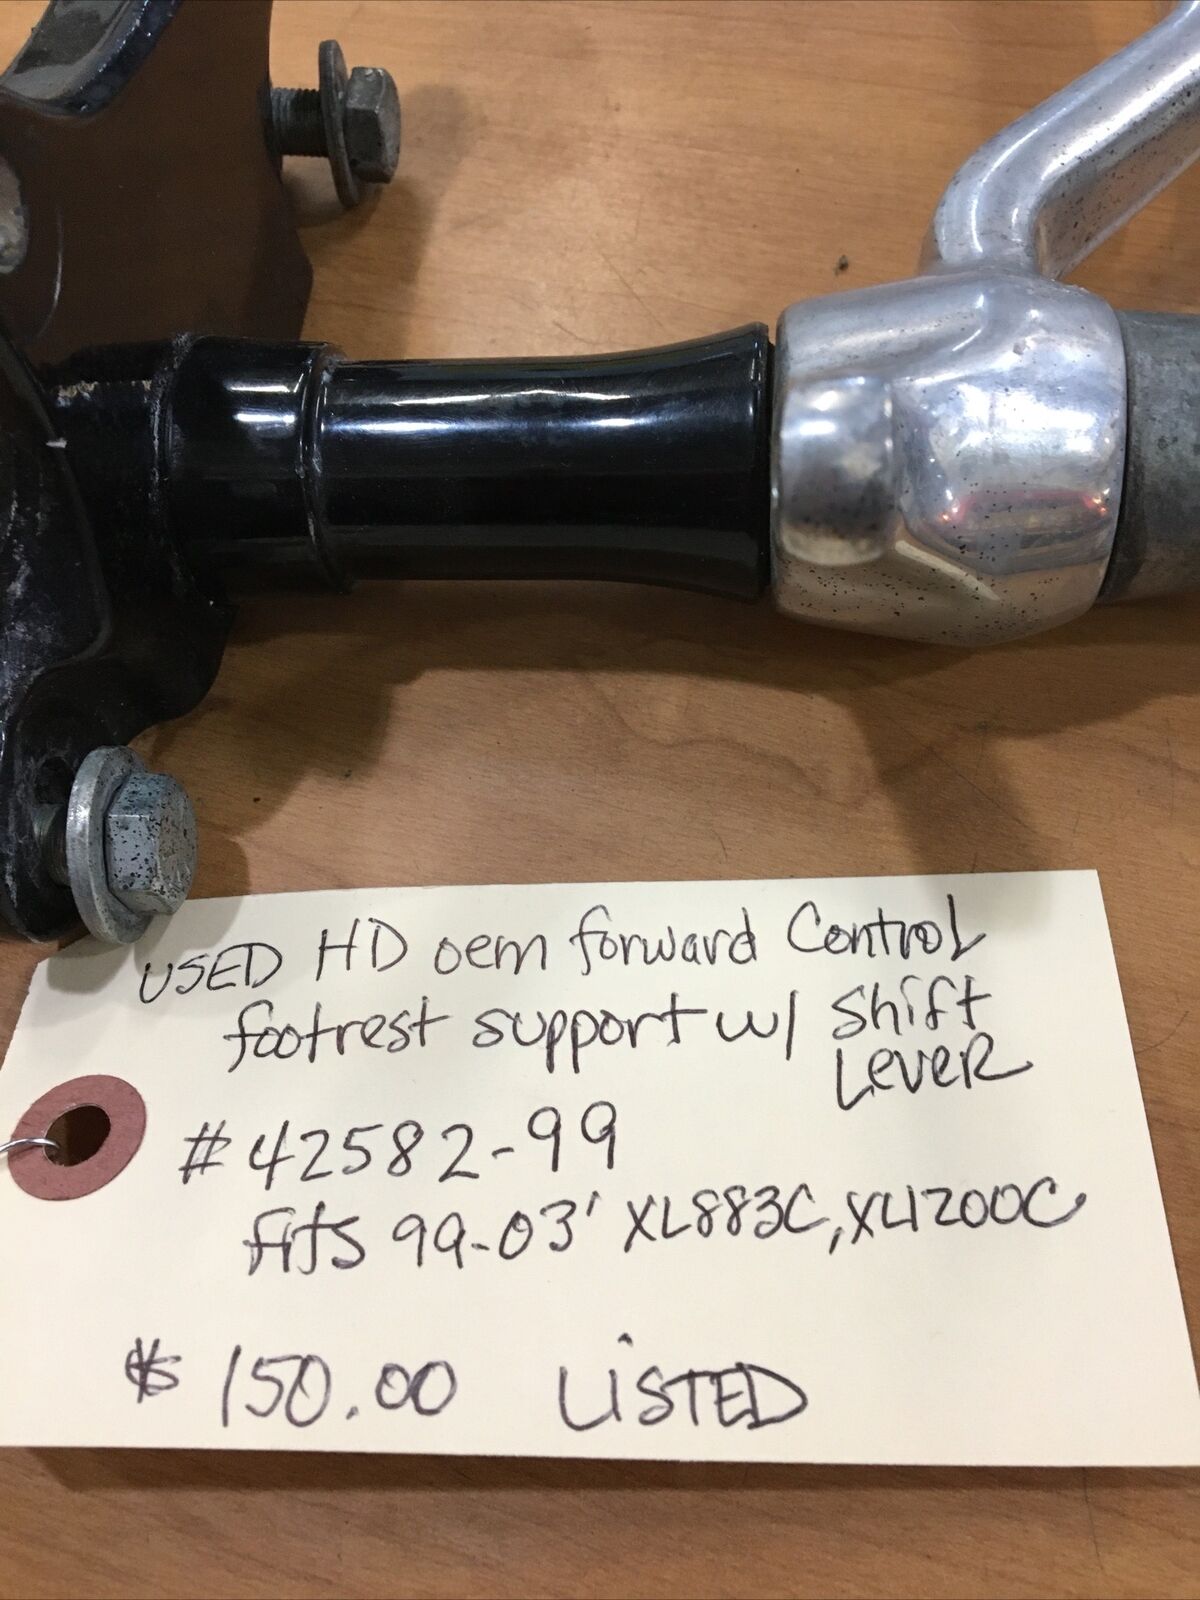 USED HD oem forward Control
footrest support w/ Shift
LEVER
#42582-99
fits 99-03' XL883C, XL1200C
$ 150.00 LiSTED